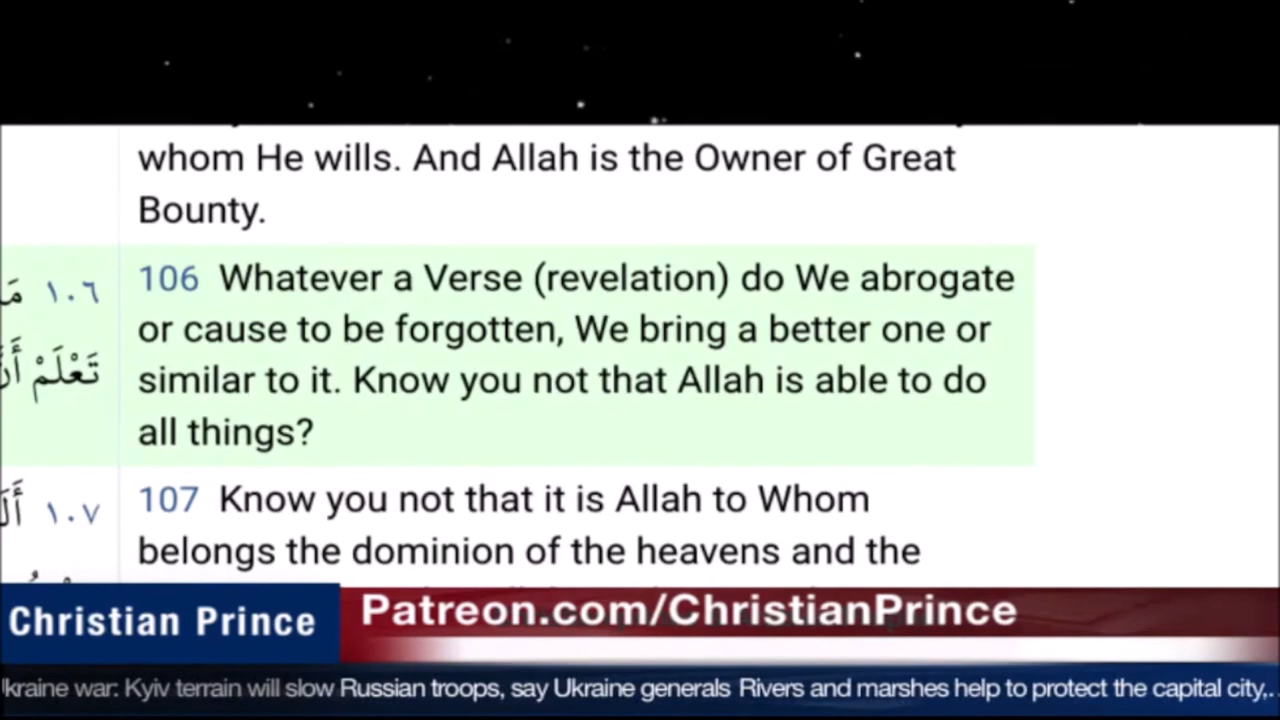 whom He wills. And Allah is the Owner of Great
Bounty.
١٠٦ مَا
106 Whatever a Verse (revelation) do We abrogate
or cause to be forgotten, We bring a better one or
تَعْلَمْ أَنَّ
similar to it. Know you not that Allah is able to do
all things?
١٠٧
107 Know you not that it is Allah to Whom
belongs the dominion of the heavens and the
Christian Prince
Patreon.com/ChristianPrince
kraine war: Kyiv terrain will slow Russian troops, say Ukraine generals Rivers and marshes help to protect the capital city,..